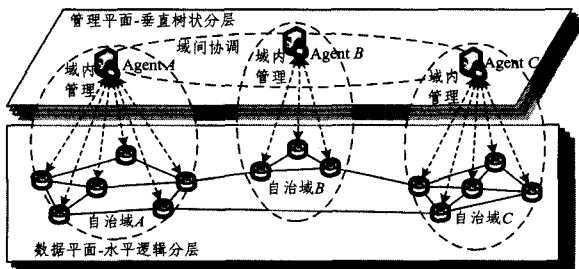 管理平面-垂直树状分层
域间协调
Agent A
Agent B
Agent C
域内
管理
域内
管理
域内
管理
自治域A
自治域B
自治域C
数据平面-水平逻辑分层